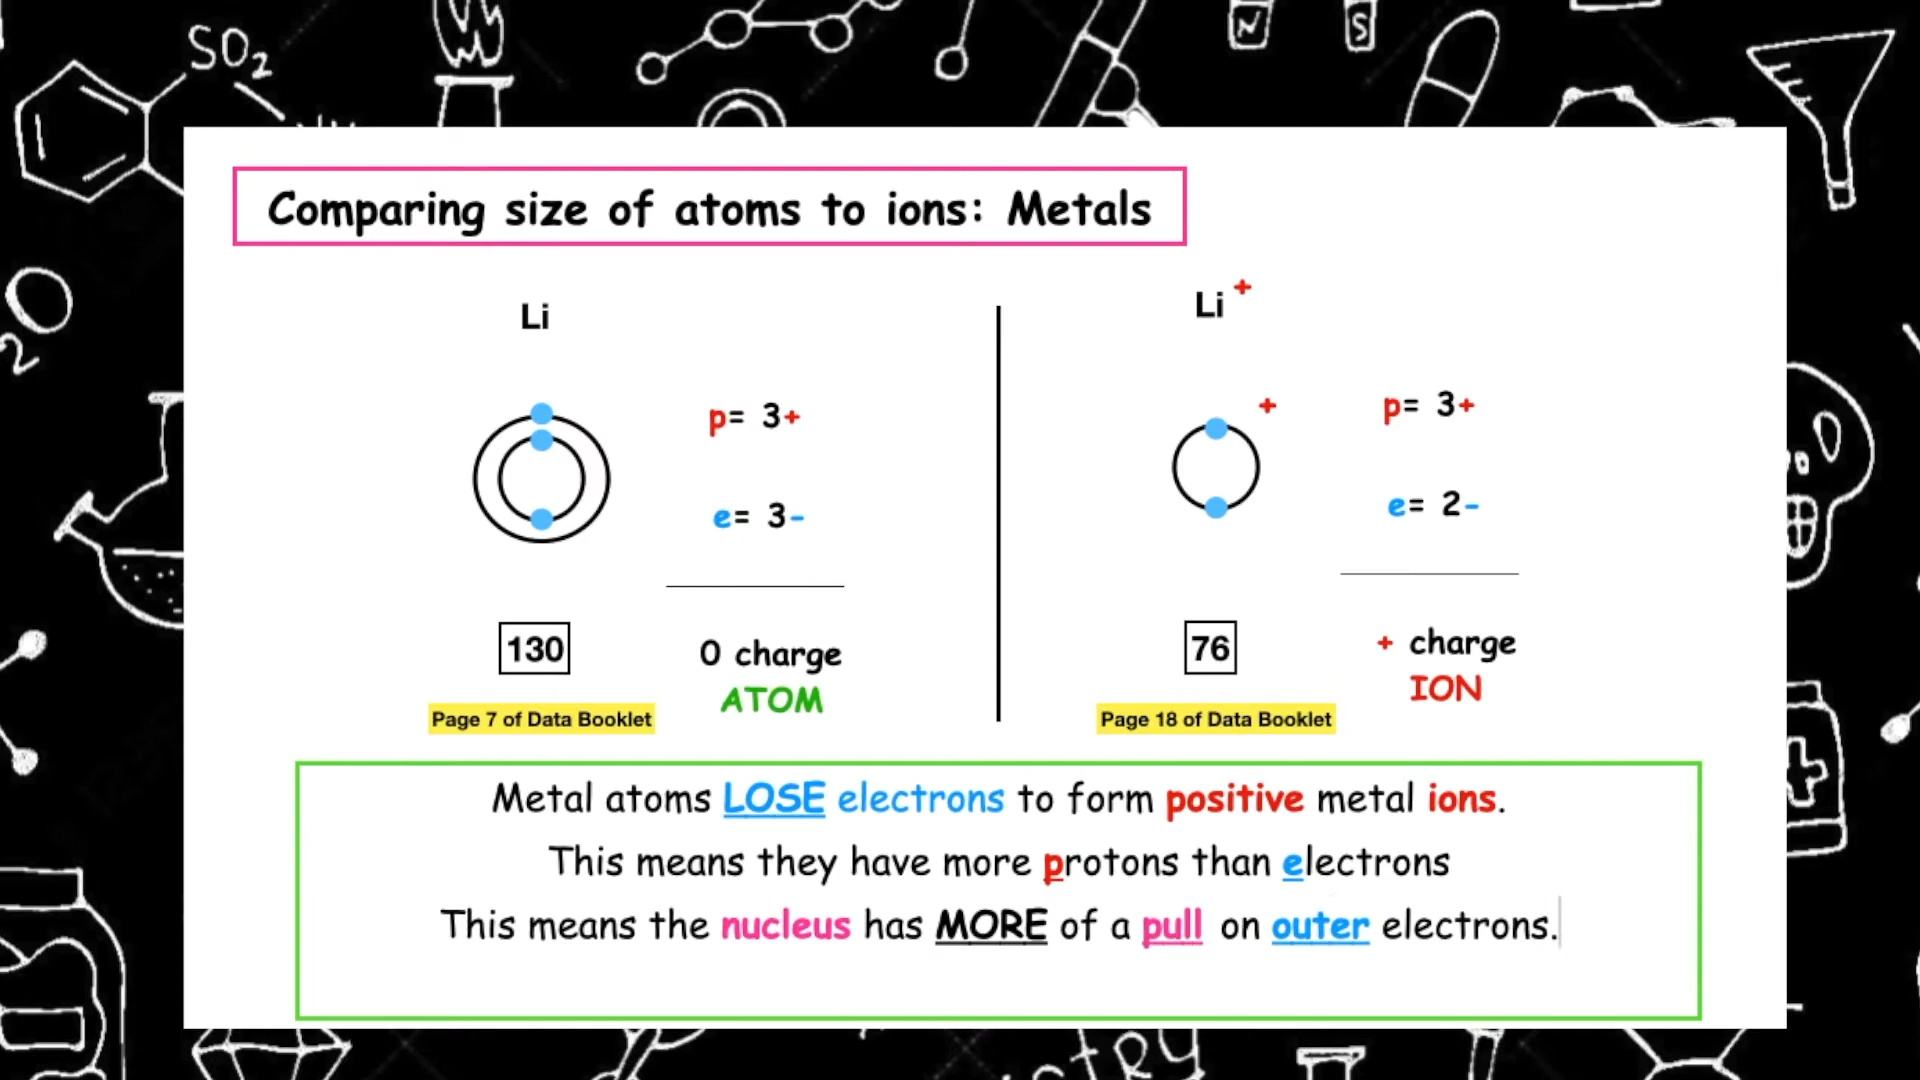 SO2
N
S
2O
Comparing size of atoms to ions: Metals
Li
Li +
p= 3+
+
p= 3+
e= 3-
e= 2-
130
0 charge
ATOM
76
+ charge
ION
Page 7 of Data Booklet
Page 18 of Data Booklet
Metal atoms LOSE electrons to form positive metal ions.
This means they have more protons than electrons
This means the nucleus has MORE of a pull on outer electrons.